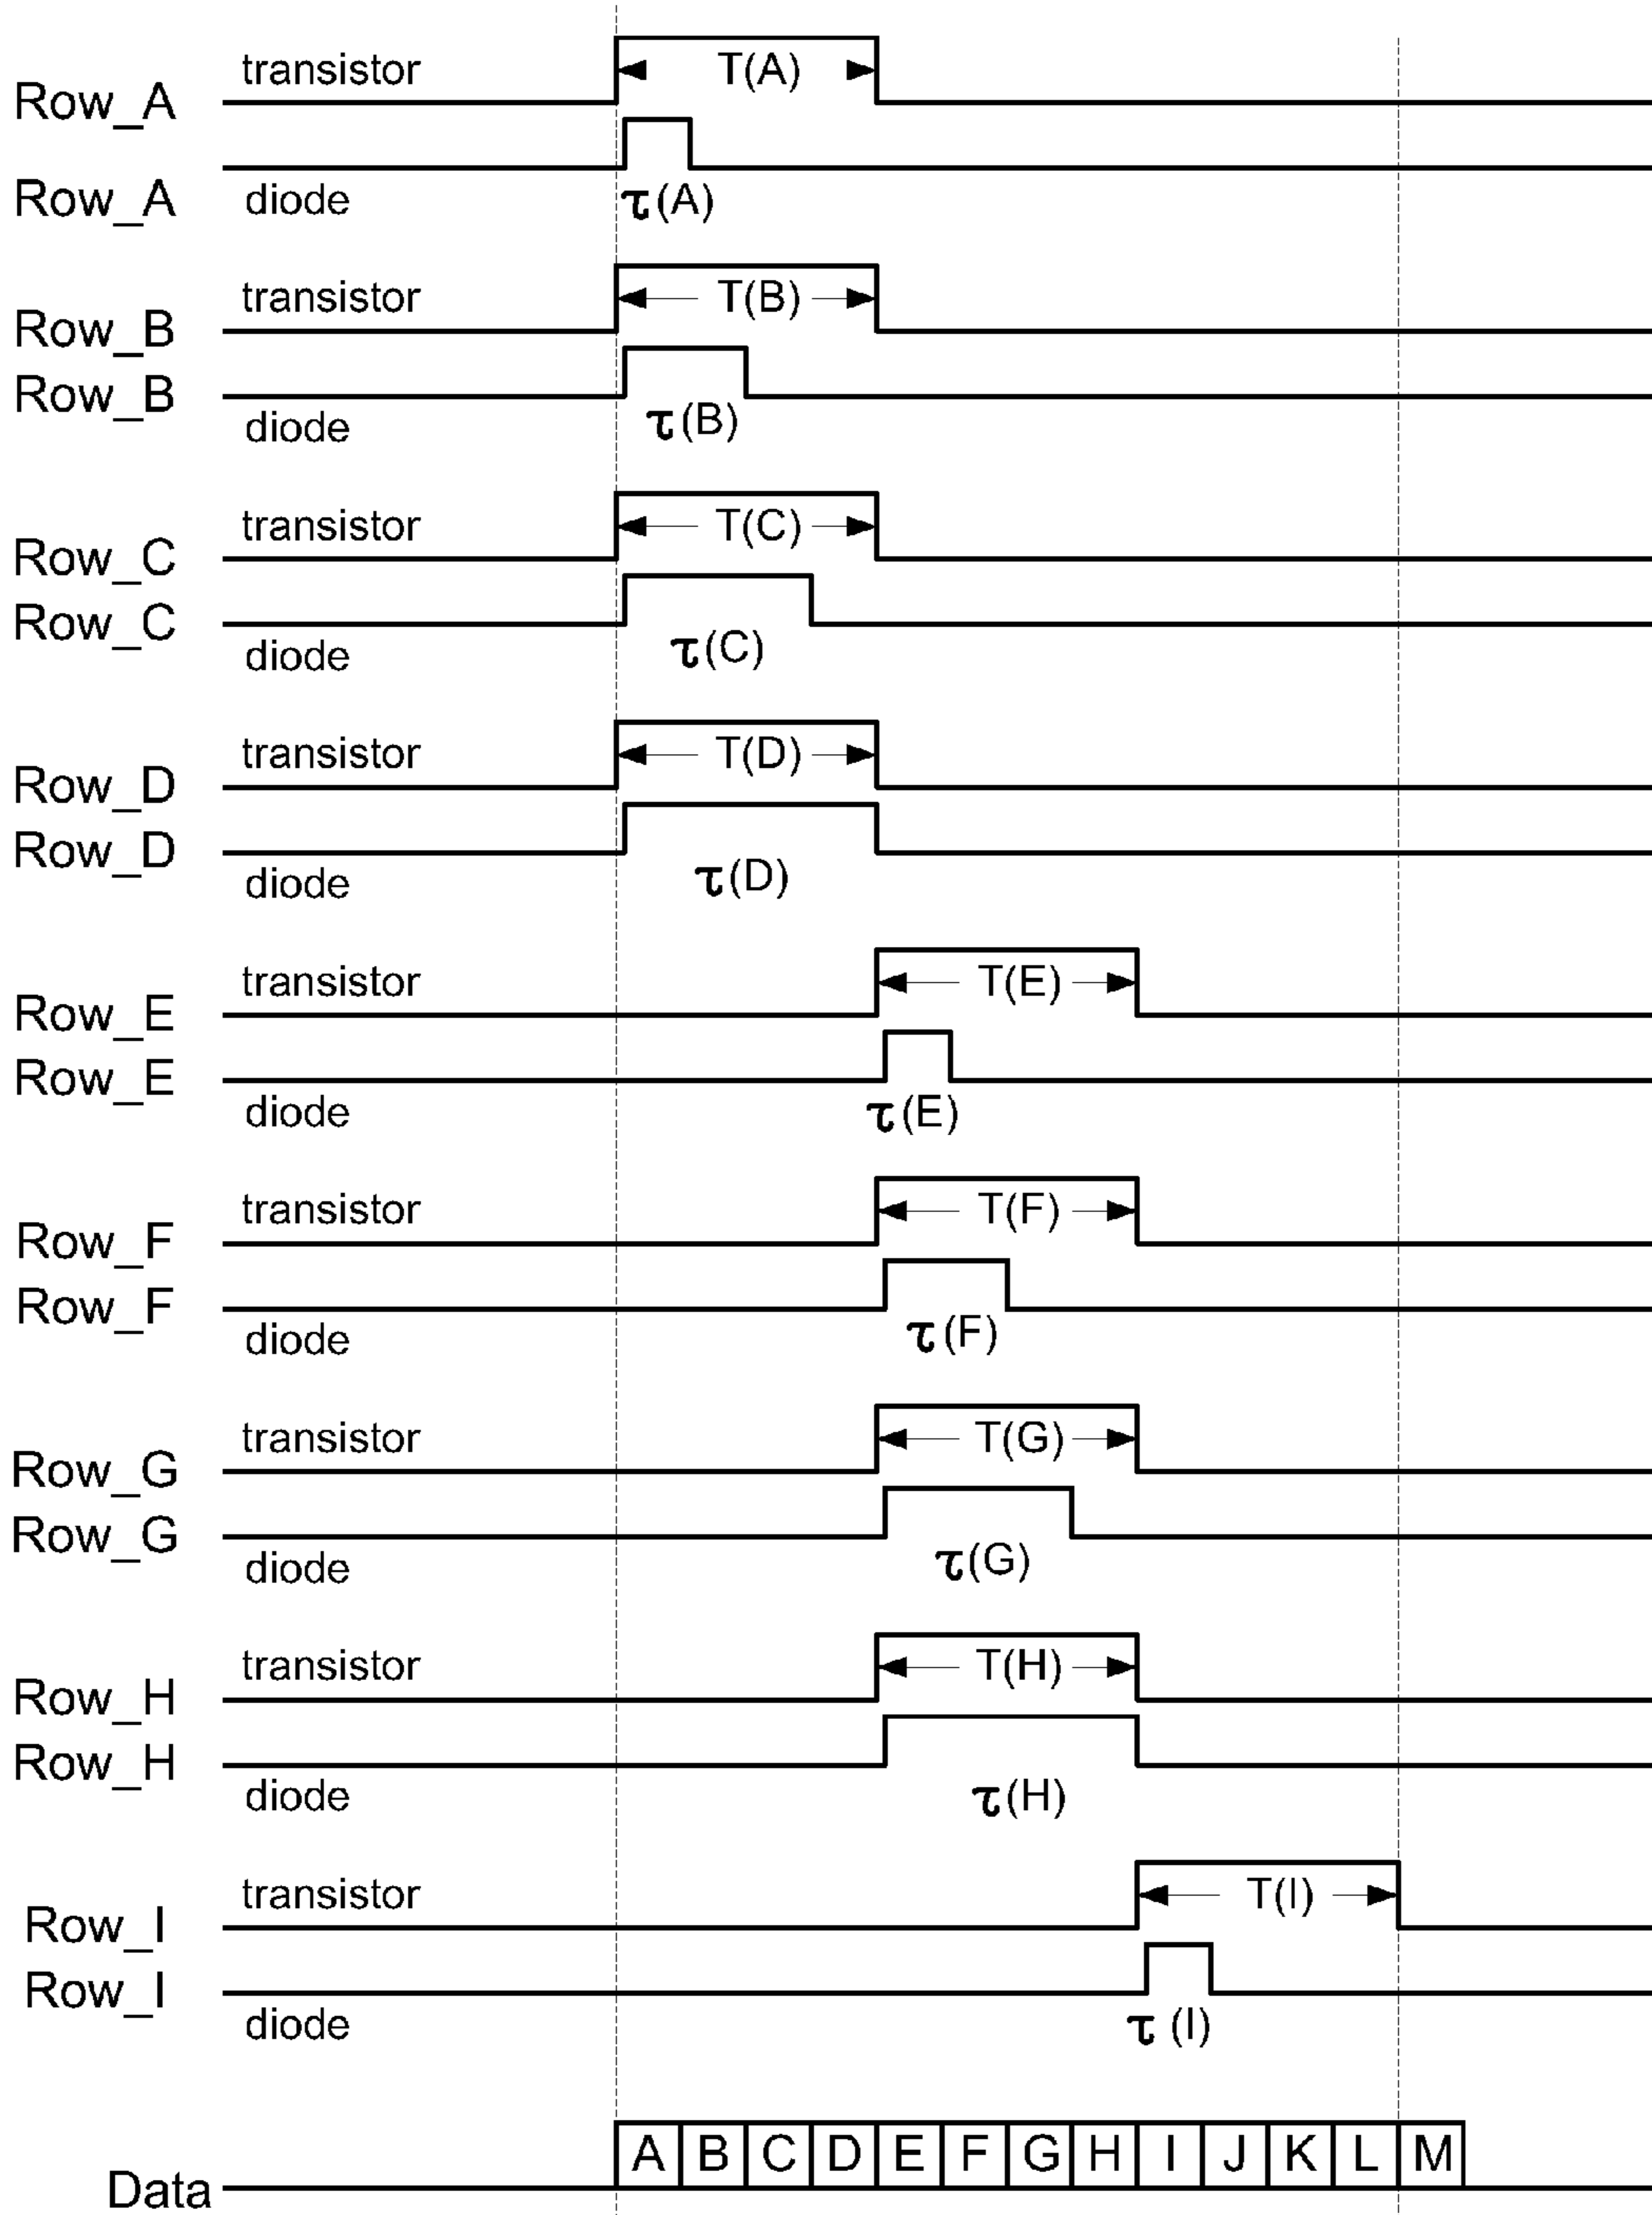 transistor
T(A)
Row_A
Row_A
diode
τ(A)
transistor
T(B)
Row_B
Row_B
diode
τ(B)
transistor
T(C)
Row_C
Row_C
diode
τ(C)
transistor
T(D)
Row_D
Row_D
diode
τ(D)
transistor
T(E)
Row_E
Row_E
diode
τ(E)
transistor
T(F)
Row_F
Row_F
diode
τ(F)
transistor
T(G)
Row_G
Row_G
diode
τ(G)
transistor
T(H)
Row_H
Row_H
diode
τ(H)
transistor
T(I)
Row_I
Row_I
diode
τ (I)
A B C D E F G H I J K L M
Data